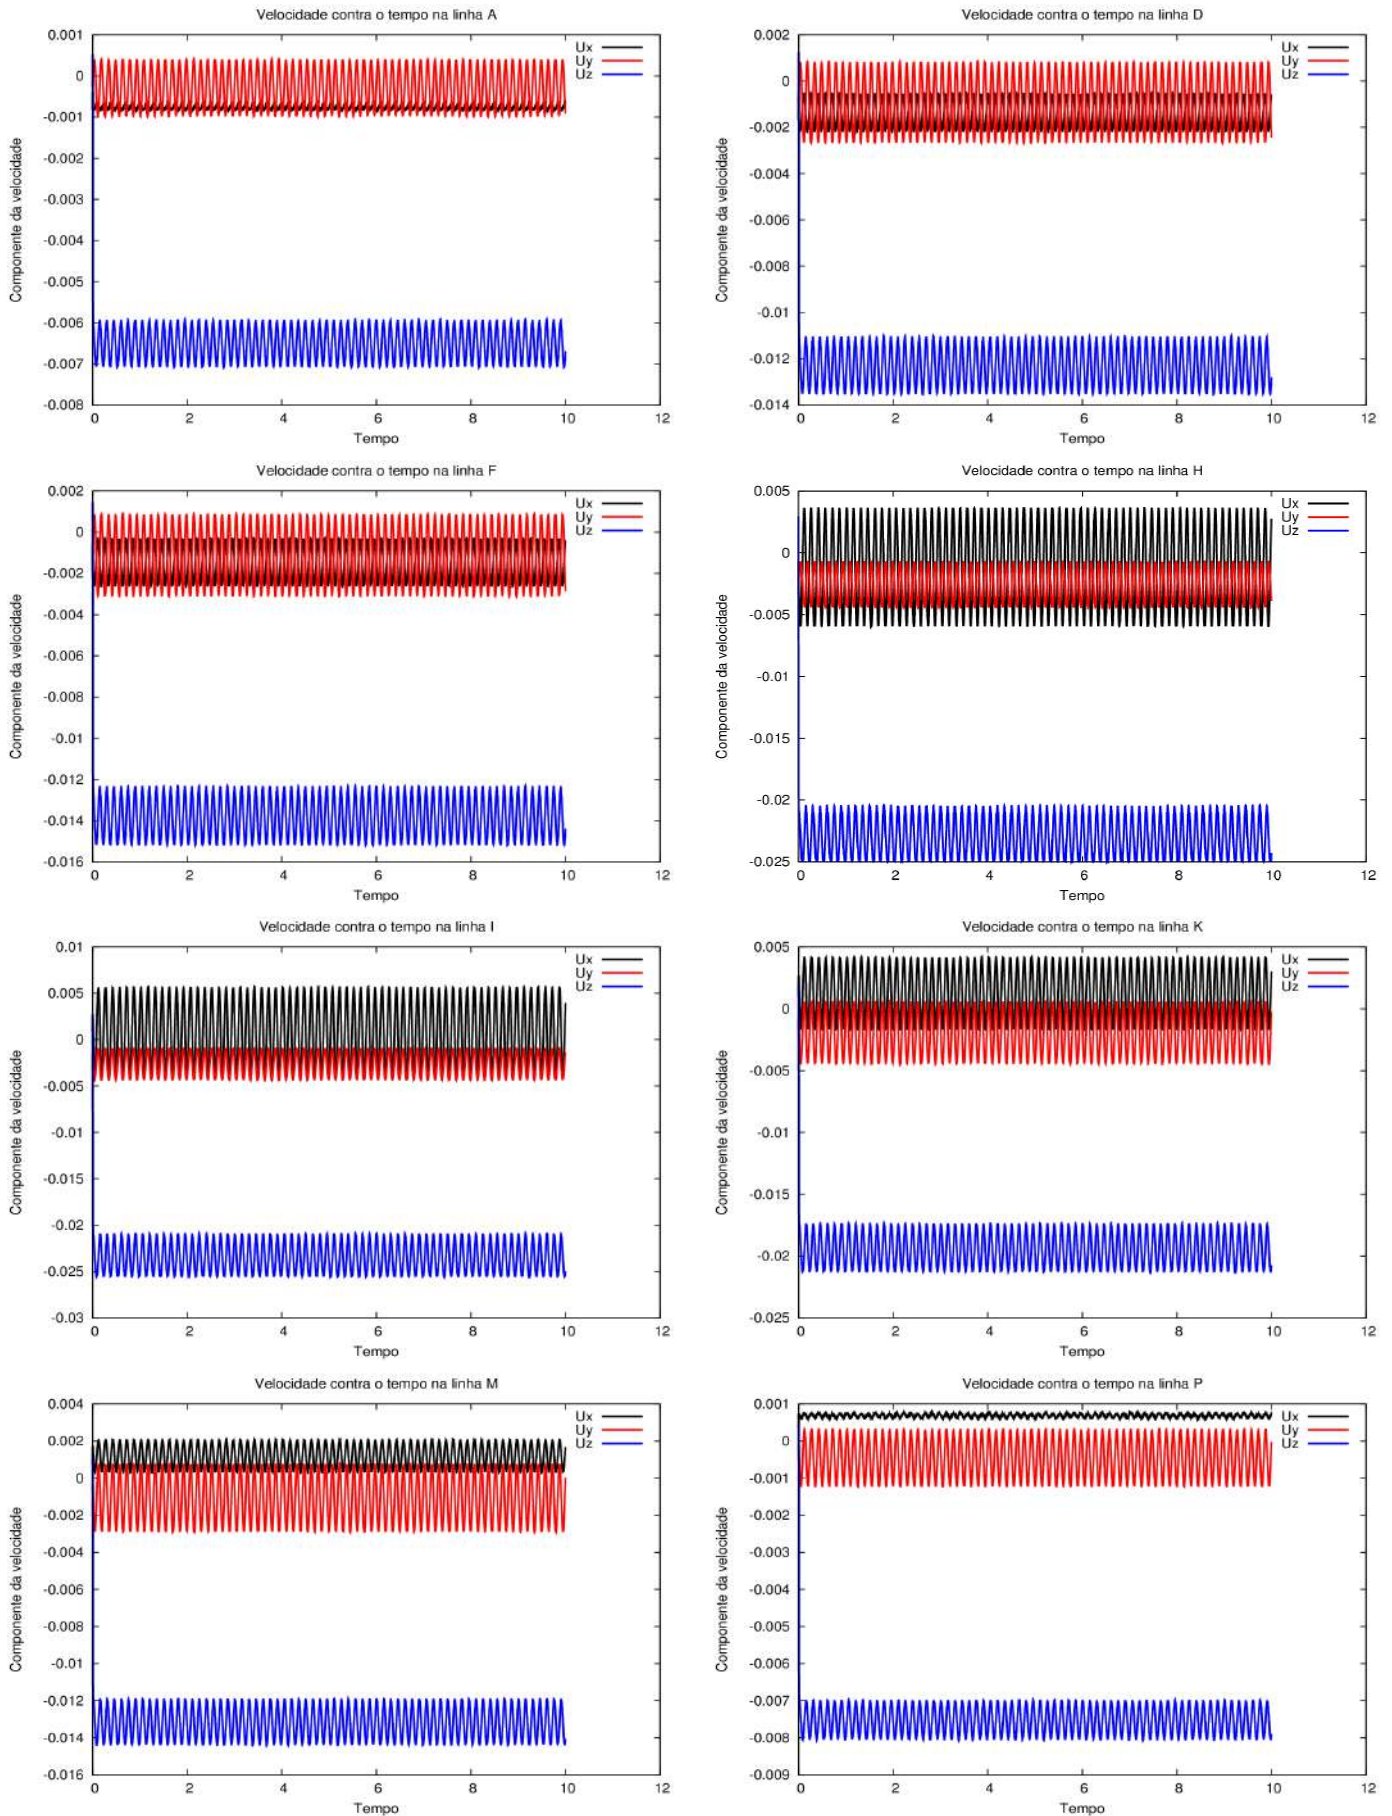 Velocidade contra o tempo na linha A
0.001
0
-0.001
-0.002
-0.003
-0.004
-0.005
-0.006
-0.007
-0.008
Componente da velocidade
Ux
Uy
Uz
0 2 4 6 8 10 12
Tempo
Velocidade contra o tempo na linha D
0.002
0
-0.002
-0.004
-0.006
-0.008
-0.01
-0.012
-0.014
Componente da velocidade
Ux
Uy
Uz
0 2 4 6 8 10 12
Tempo
Velocidade contra o tempo na linha F
0.002
0
-0.002
-0.004
-0.006
-0.008
-0.01
-0.012
-0.014
-0.016
Componente da velocidade
Ux
Uy
Uz
0 2 4 6 8 10 12
Tempo
Velocidade contra o tempo na linha H
0.005
0
-0.005
-0.01
-0.015
-0.02
-0.025
Componente da velocidade
Ux
Uy
Uz
0 2 4 6 8 10 12
Tempo
Velocidade contra o tempo na linha I
0.01
0.005
0
-0.005
-0.01
-0.015
-0.02
-0.025
-0.03
Componente da velocidade
Ux
Uy
Uz
0 2 4 6 8 10 12
Tempo
Velocidade contra o tempo na linha K
0.005
0
-0.005
-0.01
-0.015
-0.02
-0.025
Componente da velocidade
Ux
Uy
Uz
0 2 4 6 8 10 12
Tempo
Velocidade contra o tempo na linha M
0.004
0.002
0
-0.002
-0.004
-0.006
-0.008
-0.01
-0.012
-0.014
-0.016
Componente da velocidade
Ux
Uy
Uz
0 2 4 6 8 10 12
Tempo
Velocidade contra o tempo na linha P
0.001
0
-0.001
-0.002
-0.003
-0.004
-0.005
-0.006
-0.007
-0.008
-0.009
Componente da velocidade
Ux
Uy
Uz
0 2 4 6 8 10 12
Tempo